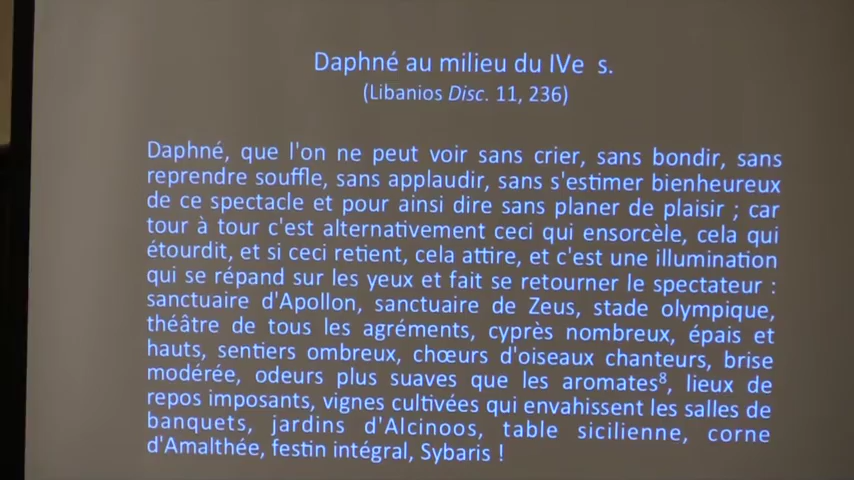 Daphné au milieu du IVe s.
(Libanios Disc. 11, 236)
Daphné, que l'on ne peut voir sans crier, sans bondir, sans
reprendre souffle, sans applaudir, sans s'estimer bienheureux
de ce spectacle et pour ainsi dire sans planer de plaisir ; car
tour à tour c'est alternativement ceci qui ensorcèle, cela qui
étourdit, et si ceci retient, cela attire, et c'est une illumination
qui se répand sur les yeux et fait se retourner le spectateur :
sanctuaire d'Apollon, sanctuaire de Zeus, stade olympique,
théâtre de tous les agréments, cyprès nombreux, épais et
hauts, sentiers ombreux, chœurs d'oiseaux chanteurs, brise
modérée, odeurs plus suaves que les aromates⁸, lieux de
repos imposants, vignes cultivées qui envahissent les salles de
banquets, jardins d'Alcinoos, table sicilienne, corne
d'Amalthée, festin intégral, Sybaris !